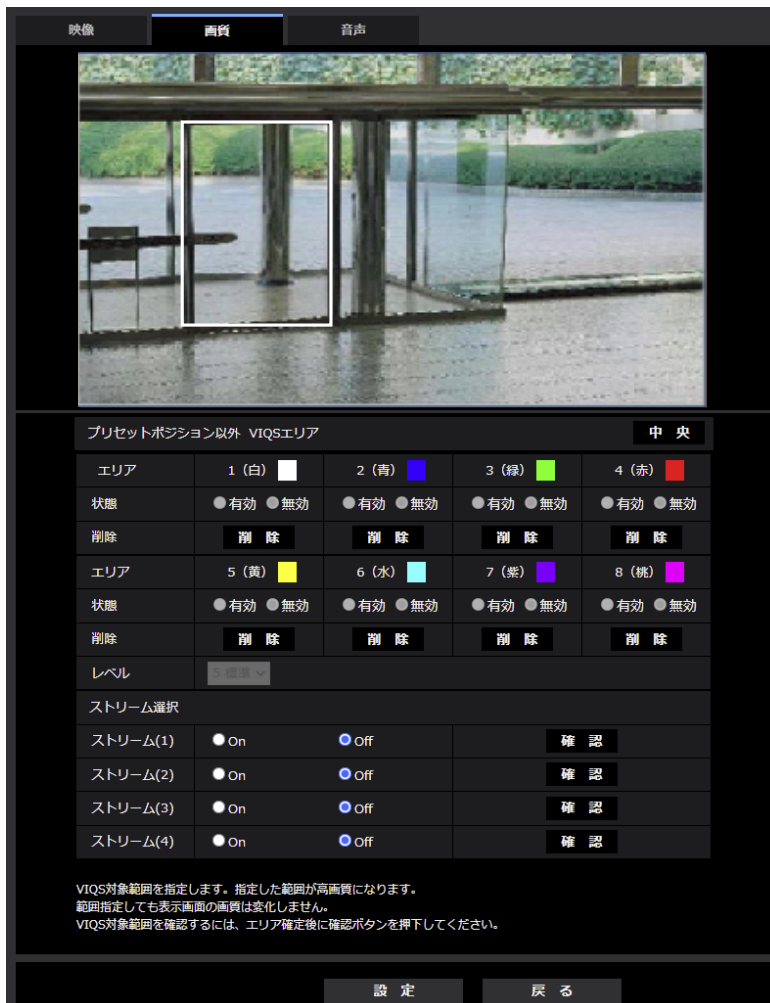 映像 画質 音声
プリセットポジション以外 VIQSエリア 中 央
エリア 1（白） 2（青） 3（緑） 4（赤）
状態 有効 無効 有効 無効 有効 無効 有効 無効
削除 削 除 削 除 削 除 削 除
エリア 5（黄） 6（水） 7（紫） 8（桃）
状態 有効 無効 有効 無効 有効 無効 有効 無効
削除 削 除 削 除 削 除 削 除
レベル 5 標準
ストリーム選択
ストリーム(1) On Off 確 認
ストリーム(2) On Off 確 認
ストリーム(3) On Off 確 認
ストリーム(4) On Off 確 認
VIQS対象範囲を指定します。指定した範囲が高画質になります。
範囲指定しても表示画面の画質は変化しません。
VIQS対象範囲を確認するには、エリア確定後に確認ボタンを押下してください。
設 定 戻 る